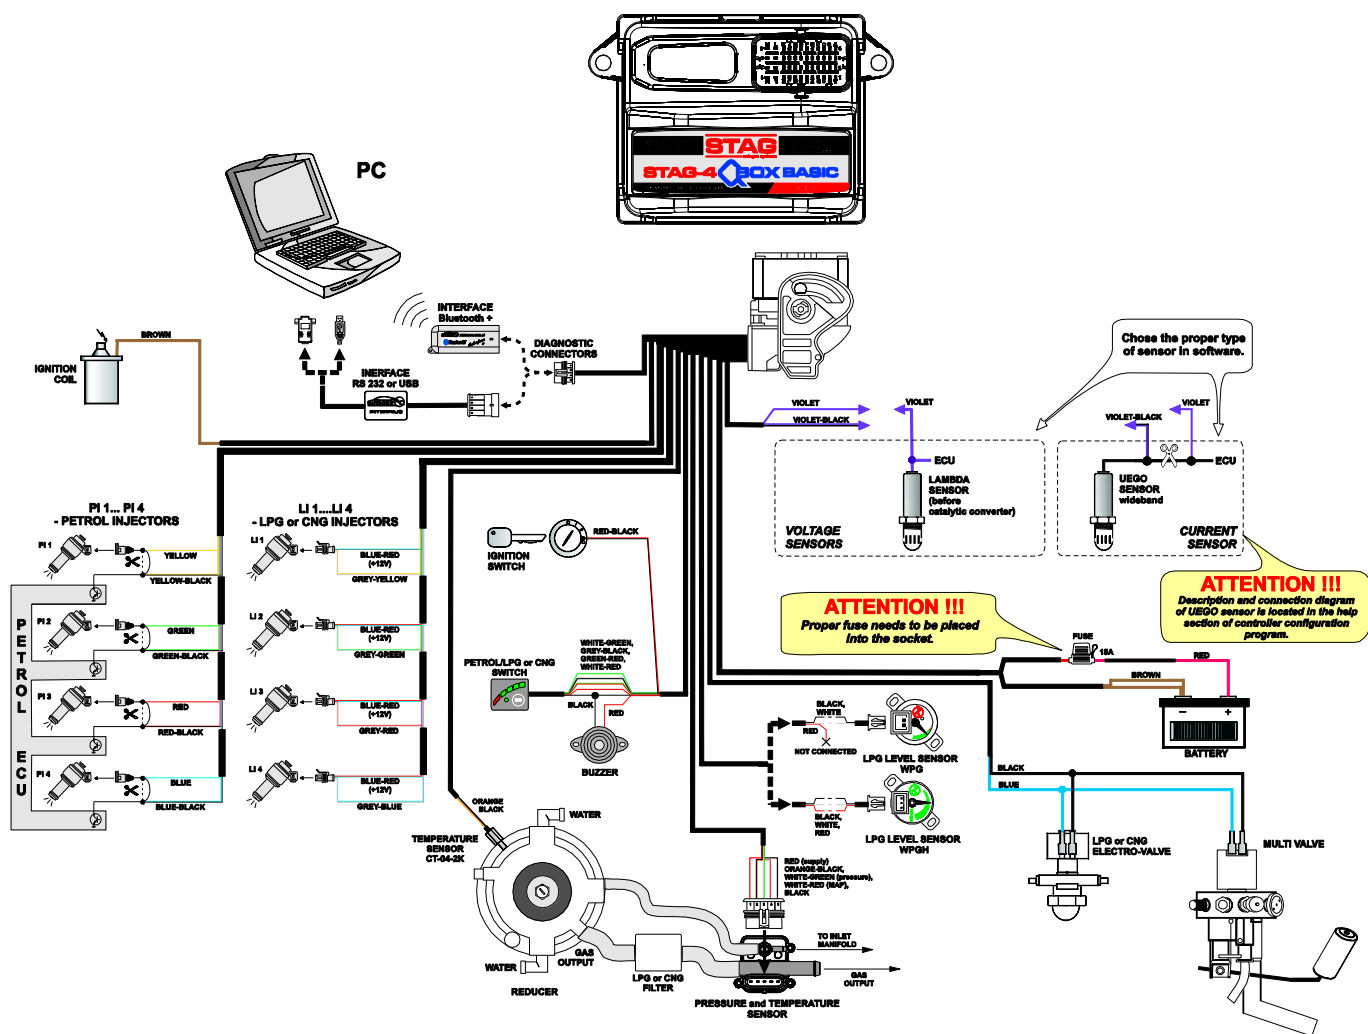 STAG
STAG-4 QBOX BASIC
PC
INTERFACE
Bluetooth +
DIAGNOSTIC
CONNECTORS
INERFACE
RS 232 or USB
BROWN
IGNITION
COIL
Chose the proper type
of sensor in software.
VIOLET
VIOLET-BLACK
VIOLET
ECU
LAMBDA
SENSOR
(before
catalytic converter)
VOLTAGE
SENSORS
VIOLET
VIOLET-BLACK
ECU
UEGO
SENSOR
wideband
CURRENT
SENSOR
ATTENTION !!!
Description and connection diagram
of UEGO sensor is located in the help
section of controller configuration
program.
ATTENTION !!!
Proper fuse needs to be placed
into the socket.
PI 1... PI 4
- PETROL INJECTORS
LI 1....LI 4
- LPG or CNG INJECTORS
PI 1
YELLOW
YELLOW-BLACK
PI 2
GREEN
GREEN-BLACK
PI 3
RED
RED-BLACK
PI 4
BLUE
BLUE-BLACK
PETROL ECU
LI 1
BLUE-RED
(+12V)
GREY-YELLOW
LI 2
BLUE-RED
(+12V)
GREY-GREEN
LI 3
BLUE-RED
(+12V)
GREY-RED
LI 4
BLUE-RED
(+12V)
GREY-BLUE
IGNITION
SWITCH
RED-BLACK
PETROL/LPG or CNG
SWITCH
WHITE-GREEN,
GREY-BLACK,
GREEN-RED,
WHITE-RED
BLACK
RED
BUZZER
FUSE
15A
RED
BROWN
- +
BATTERY
BLACK,
WHITE
RED
NOT CONNECTED
LPG LEVEL SENSOR
WPG
BLACK,
WHITE,
RED
LPG LEVEL SENSOR
WPGH
BLACK
BLUE
LPG or CNG
ELECTRO-VALVE
MULTI VALVE
ORANGE
BLACK
TEMPERATURE
SENSOR
CT-04-2K
WATER
WATER
REDUCER
GAS
OUTPUT
LPG or CNG
FILTER
RED (supply)
ORANGE-BLACK,
WHITE-GREEN (pressure),
WHITE-RED (MAP),
BLACK
TO INLET
MANIFOLD
GAS
OUTPUT
PRESSURE and TEMPERATURE
SENSOR